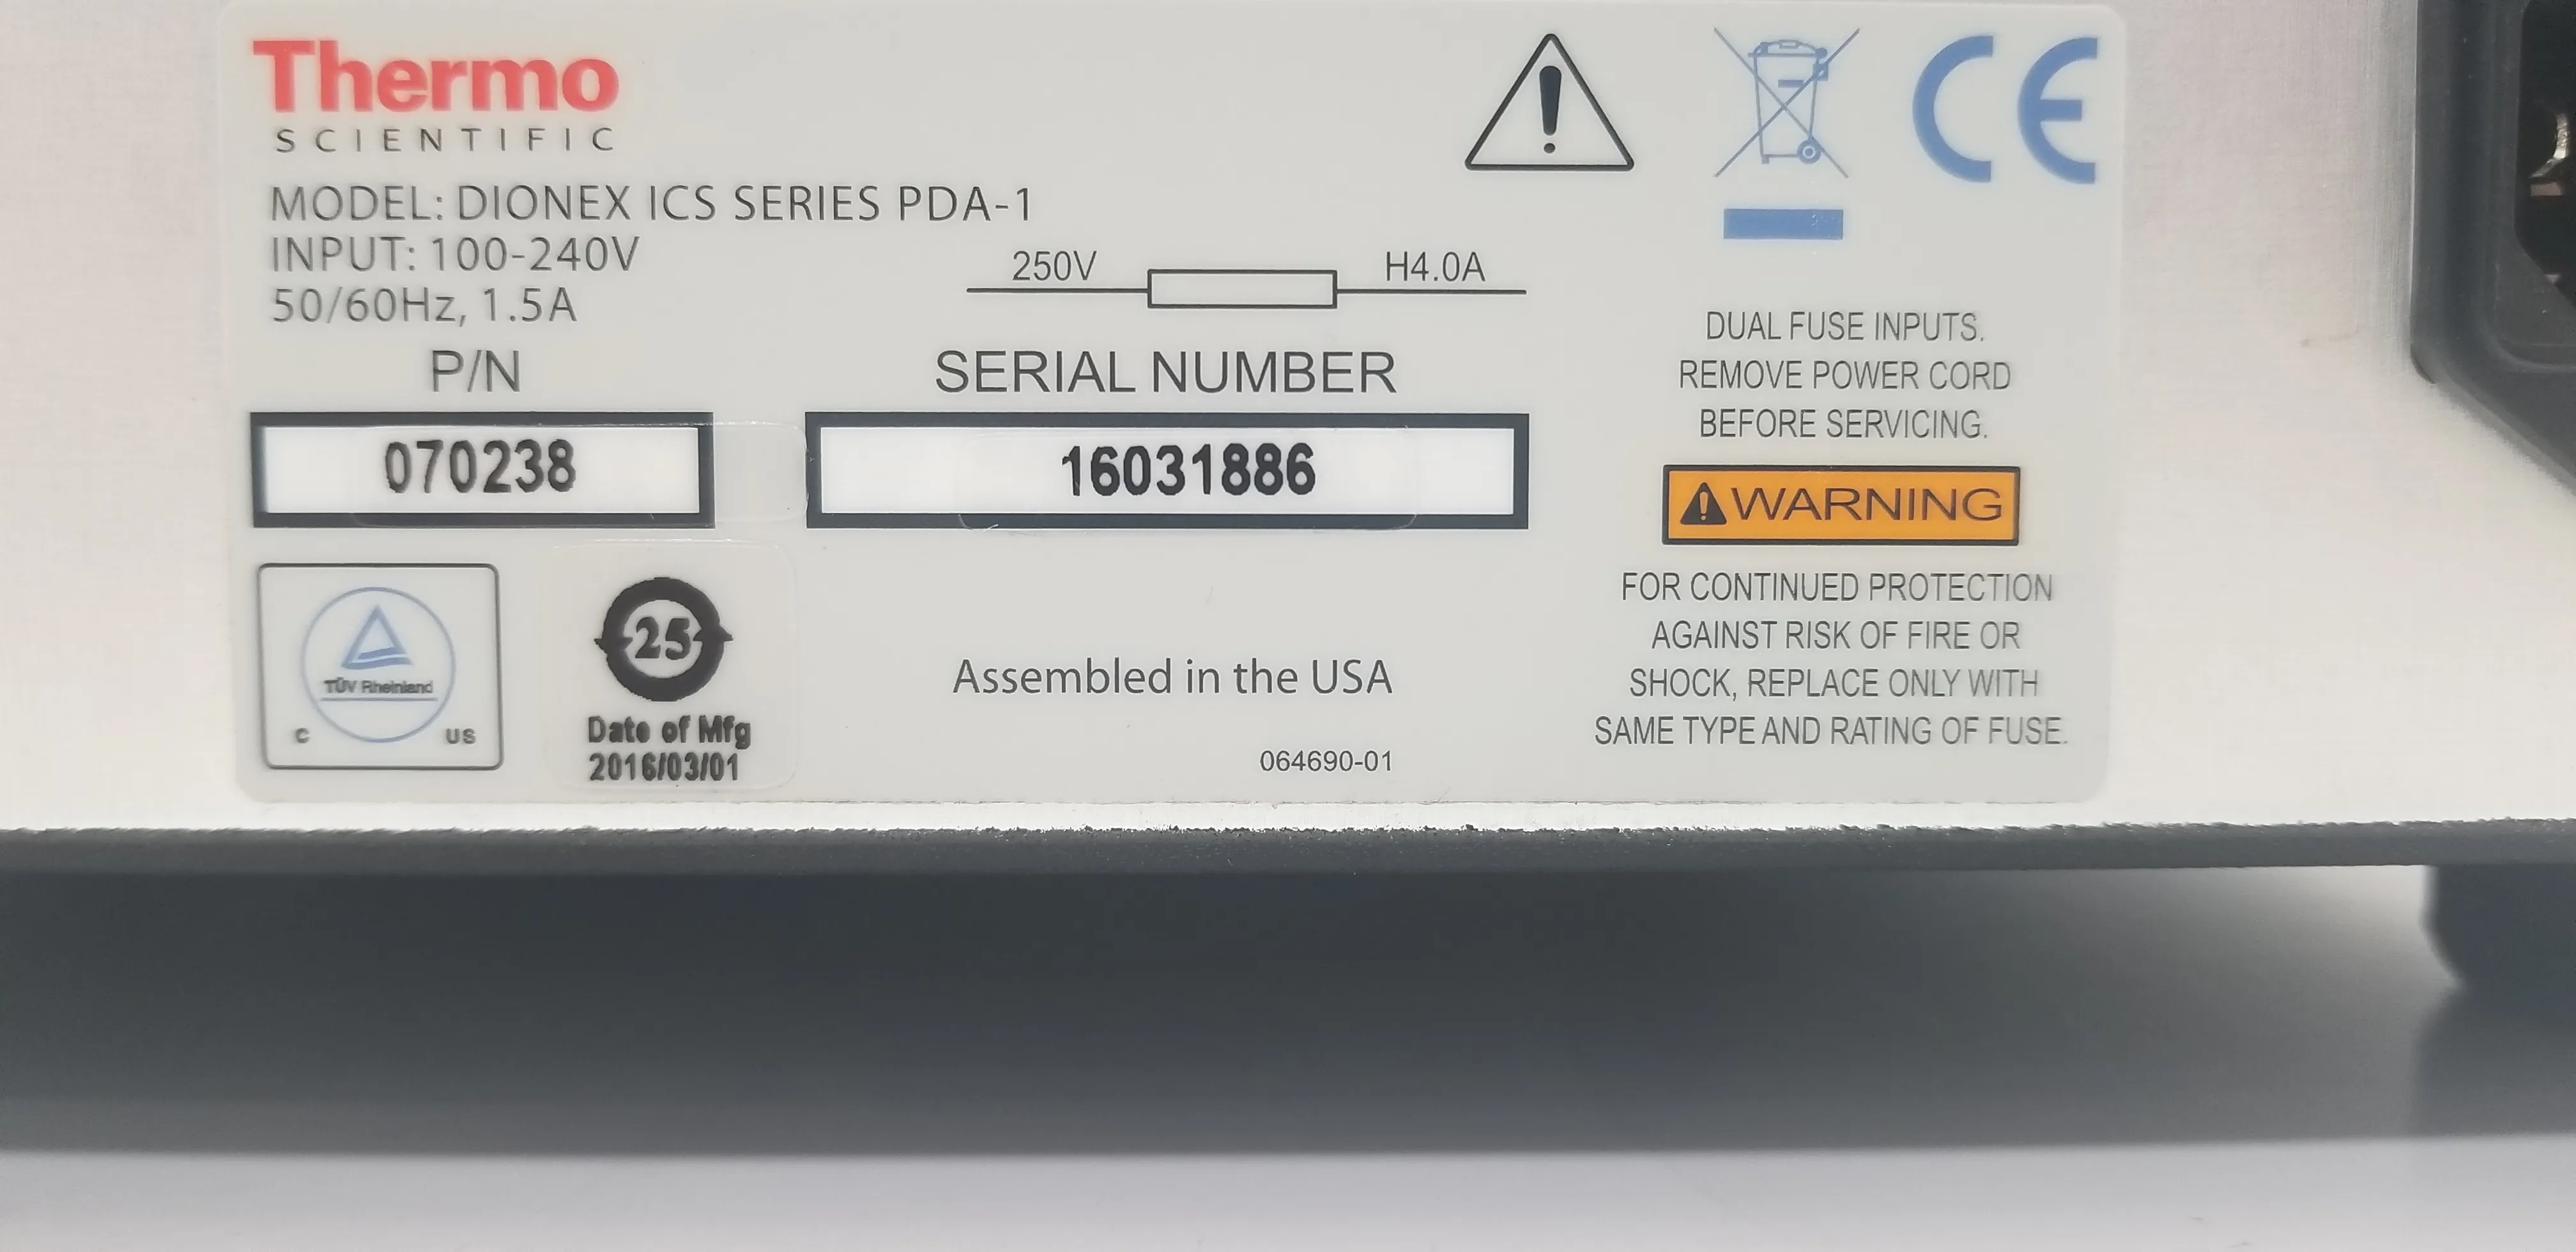 Thermo
SCIENTIFIC
MODEL: DIONEX ICS SERIES PDA-1
INPUT: 100-240V
50/60Hz, 1.5A
250V H4.0A
P/N
070238
SERIAL NUMBER
16031886
TÜV Rheinland
C US
25
Date of Mfg
2016/03/01
Assembled in the USA
064690-01
CE
DUAL FUSE INPUTS.
REMOVE POWER CORD
BEFORE SERVICING.
WARNING
FOR CONTINUED PROTECTION
AGAINST RISK OF FIRE OR
SHOCK, REPLACE ONLY WITH
SAME TYPE AND RATING OF FUSE.